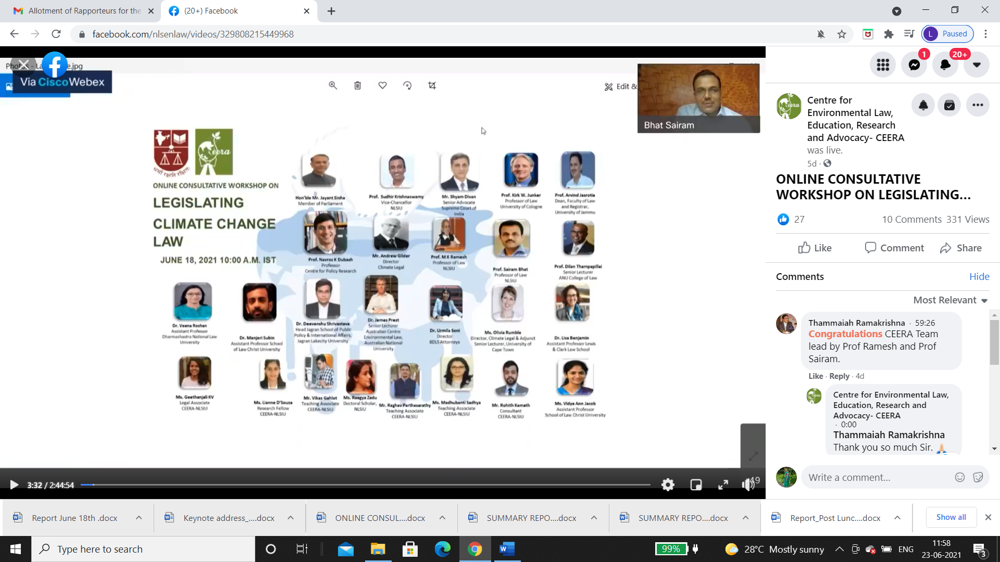 Allotment of Rapporteurs for the
(20+) Facebook
facebook.com/nlsenlaw/videos/329808215449968
L Paused
Photos - La e.jpg
Via Cisco Webex
Edit &
Bhat Sairam
ceera
धर्मो रक्षति रक्षितः
ONLINE CONSULTATIVE WORKSHOP ON
LEGISLATING
CLIMATE CHANGE
LAW
JUNE 18, 2021 10:00 A.M. IST
Hon'ble Mr. Jayant Sinha
Member of Parliament
Prof. Sudhir Krishnaswamy
Vice-Chancellor
NLSIU
Mr. Shyam Divan
Senior Advocate
Supreme Court of
India
Prof. Kirk W. Junker
Professor of Law
University of Cologne
Prof. Arvind Jasrotia
Dean, Faculty of Law
and Registrar,
University of Jammu
Prof. Navroz K Dubash
Professor
Centre for Policy Research
Mr. Andrew Gilder
Director
Climate Legal
Prof. M K Ramesh
Professor of Law
NLSIU
Prof. Sairam Bhat
Professor of Law
NLSIU
Prof. Dilan Thampapillai
Senior Lecturer
ANU College of Law
Dr. Veena Roshan
Assistant Professor
Dharmashastra National Law
University
Dr. Manjeri Subin
Assistant Professor School
of Law Christ University
Dr. Deevanshu Shrivastava
Head Jagran School of Public
Policy & International Affairs,
Jagran Lakecity University
Dr. James Prest
Senior Lecturer
Australian Centre
Environmental Law,
Australian National
University
Dr. Urmila Soni
Director
BDLS Attorneys
Ms. Olivia Rumble
Director, Climate Legal & Adjunct
Senior Lecturer, University of
Cape Town
Dr. Lisa Benjamin
Assistant Professor Lewis
& Clark Law School
Ms. Geethanjali KV
Legal Associate
CEERA-NLSIU
Ms. Lianne D'Souza
Research Fellow
CEERA-NLSIU
Mr. Vikas Gahlot
Teaching Associate
CEERA-NLSIU
Ms. Raagya Zadu
Doctoral Scholar,
NLSIU
Mr. Raghav Parthasarathy
Teaching Associate
CEERA-NLSIU
Ms. Madhubanti Sadhya
Teaching Associate
CEERA-NLSIU
Mr. Rohith Kamath
Consultant
CEERA-NLSIU
Ms. Vidya Ann Jacob
Assistant Professor
School of Law Christ University
3:32 / 2:44:54
1
20+
Centre for
Environmental Law,
Education, Research
and Advocacy- CEERA
was live.
5d ·
ONLINE CONSULTATIVE
WORKSHOP ON LEGISLATING...
27
10 Comments 331 Views
Like
Comment
Share
Comments
Hide
Most Relevant
Thammaiah Ramakrishna · 59:26
Congratulations CEERA Team
lead by Prof Ramesh and Prof
Sairam.
Like · Reply · 4d
Centre for Environmental Law,
Education, Research and
Advocacy- CEERA
· 0:00
Thammaiah Ramakrishna
Thank you so much Sir. 🙏
Write a comment...
Report June 18th .docx
Keynote address_....docx
ONLINE CONSUL....docx
SUMMARY REPO....docx
SUMMARY REPO....docx
Report_Post Lunc....docx
Show all
Type here to search
99%
28°C Mostly sunny
ENG
11:58
23-06-2021
3